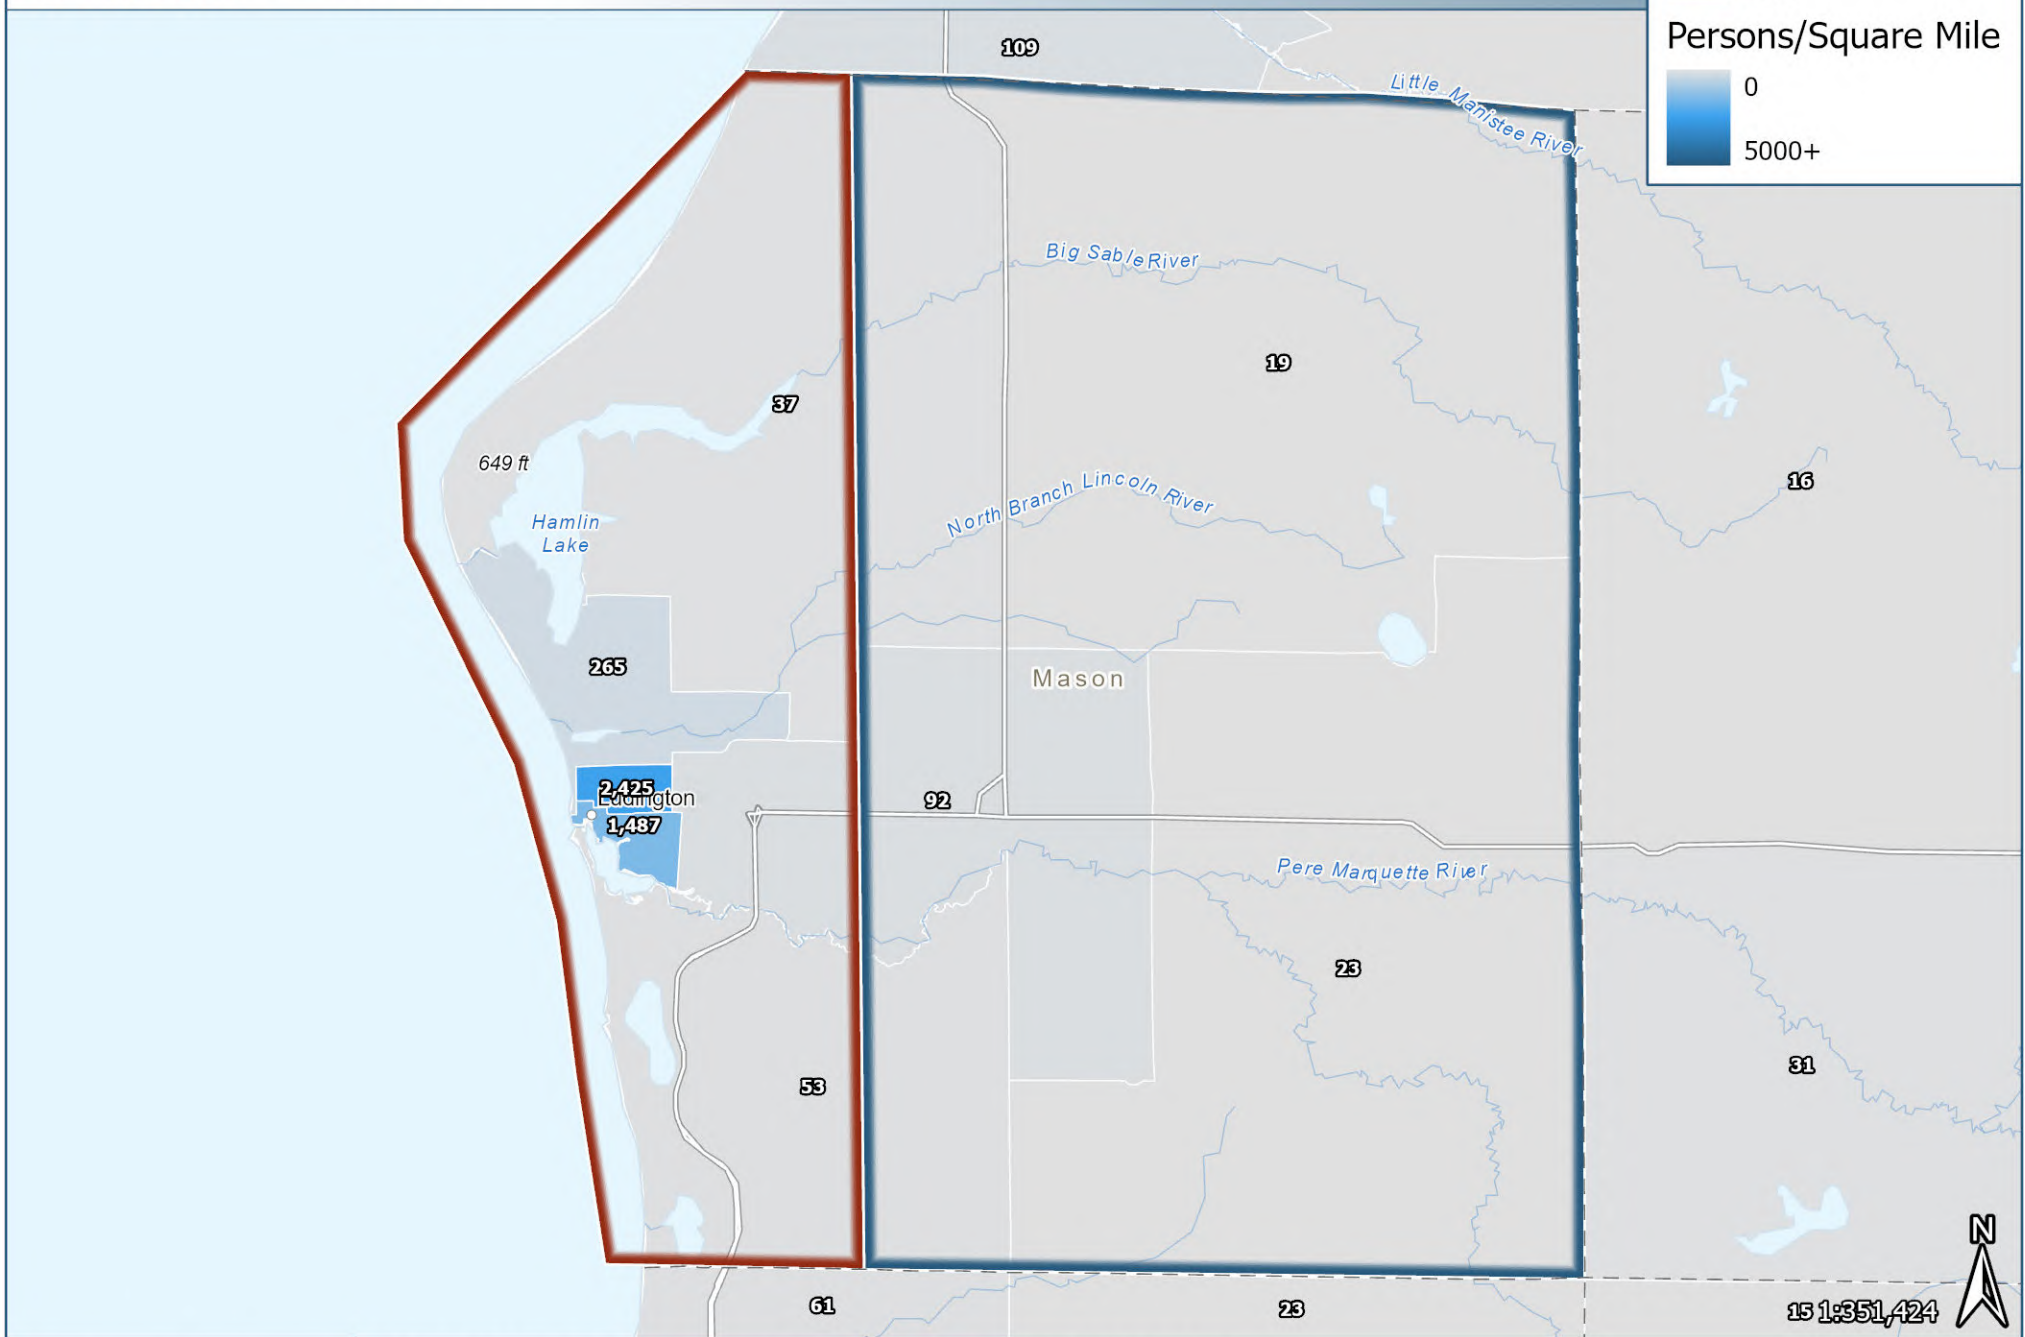 Persons/Square Mile
0
5000+
109
Little Manistee River
Big Sable River
19
37
649 ft
16
North Branch Lincoln River
Hamlin
Lake
265
Mason
2,425
Ludington
92
1,487
Pere Marquette River
23
31
53
N
61
23
15
1:351,424